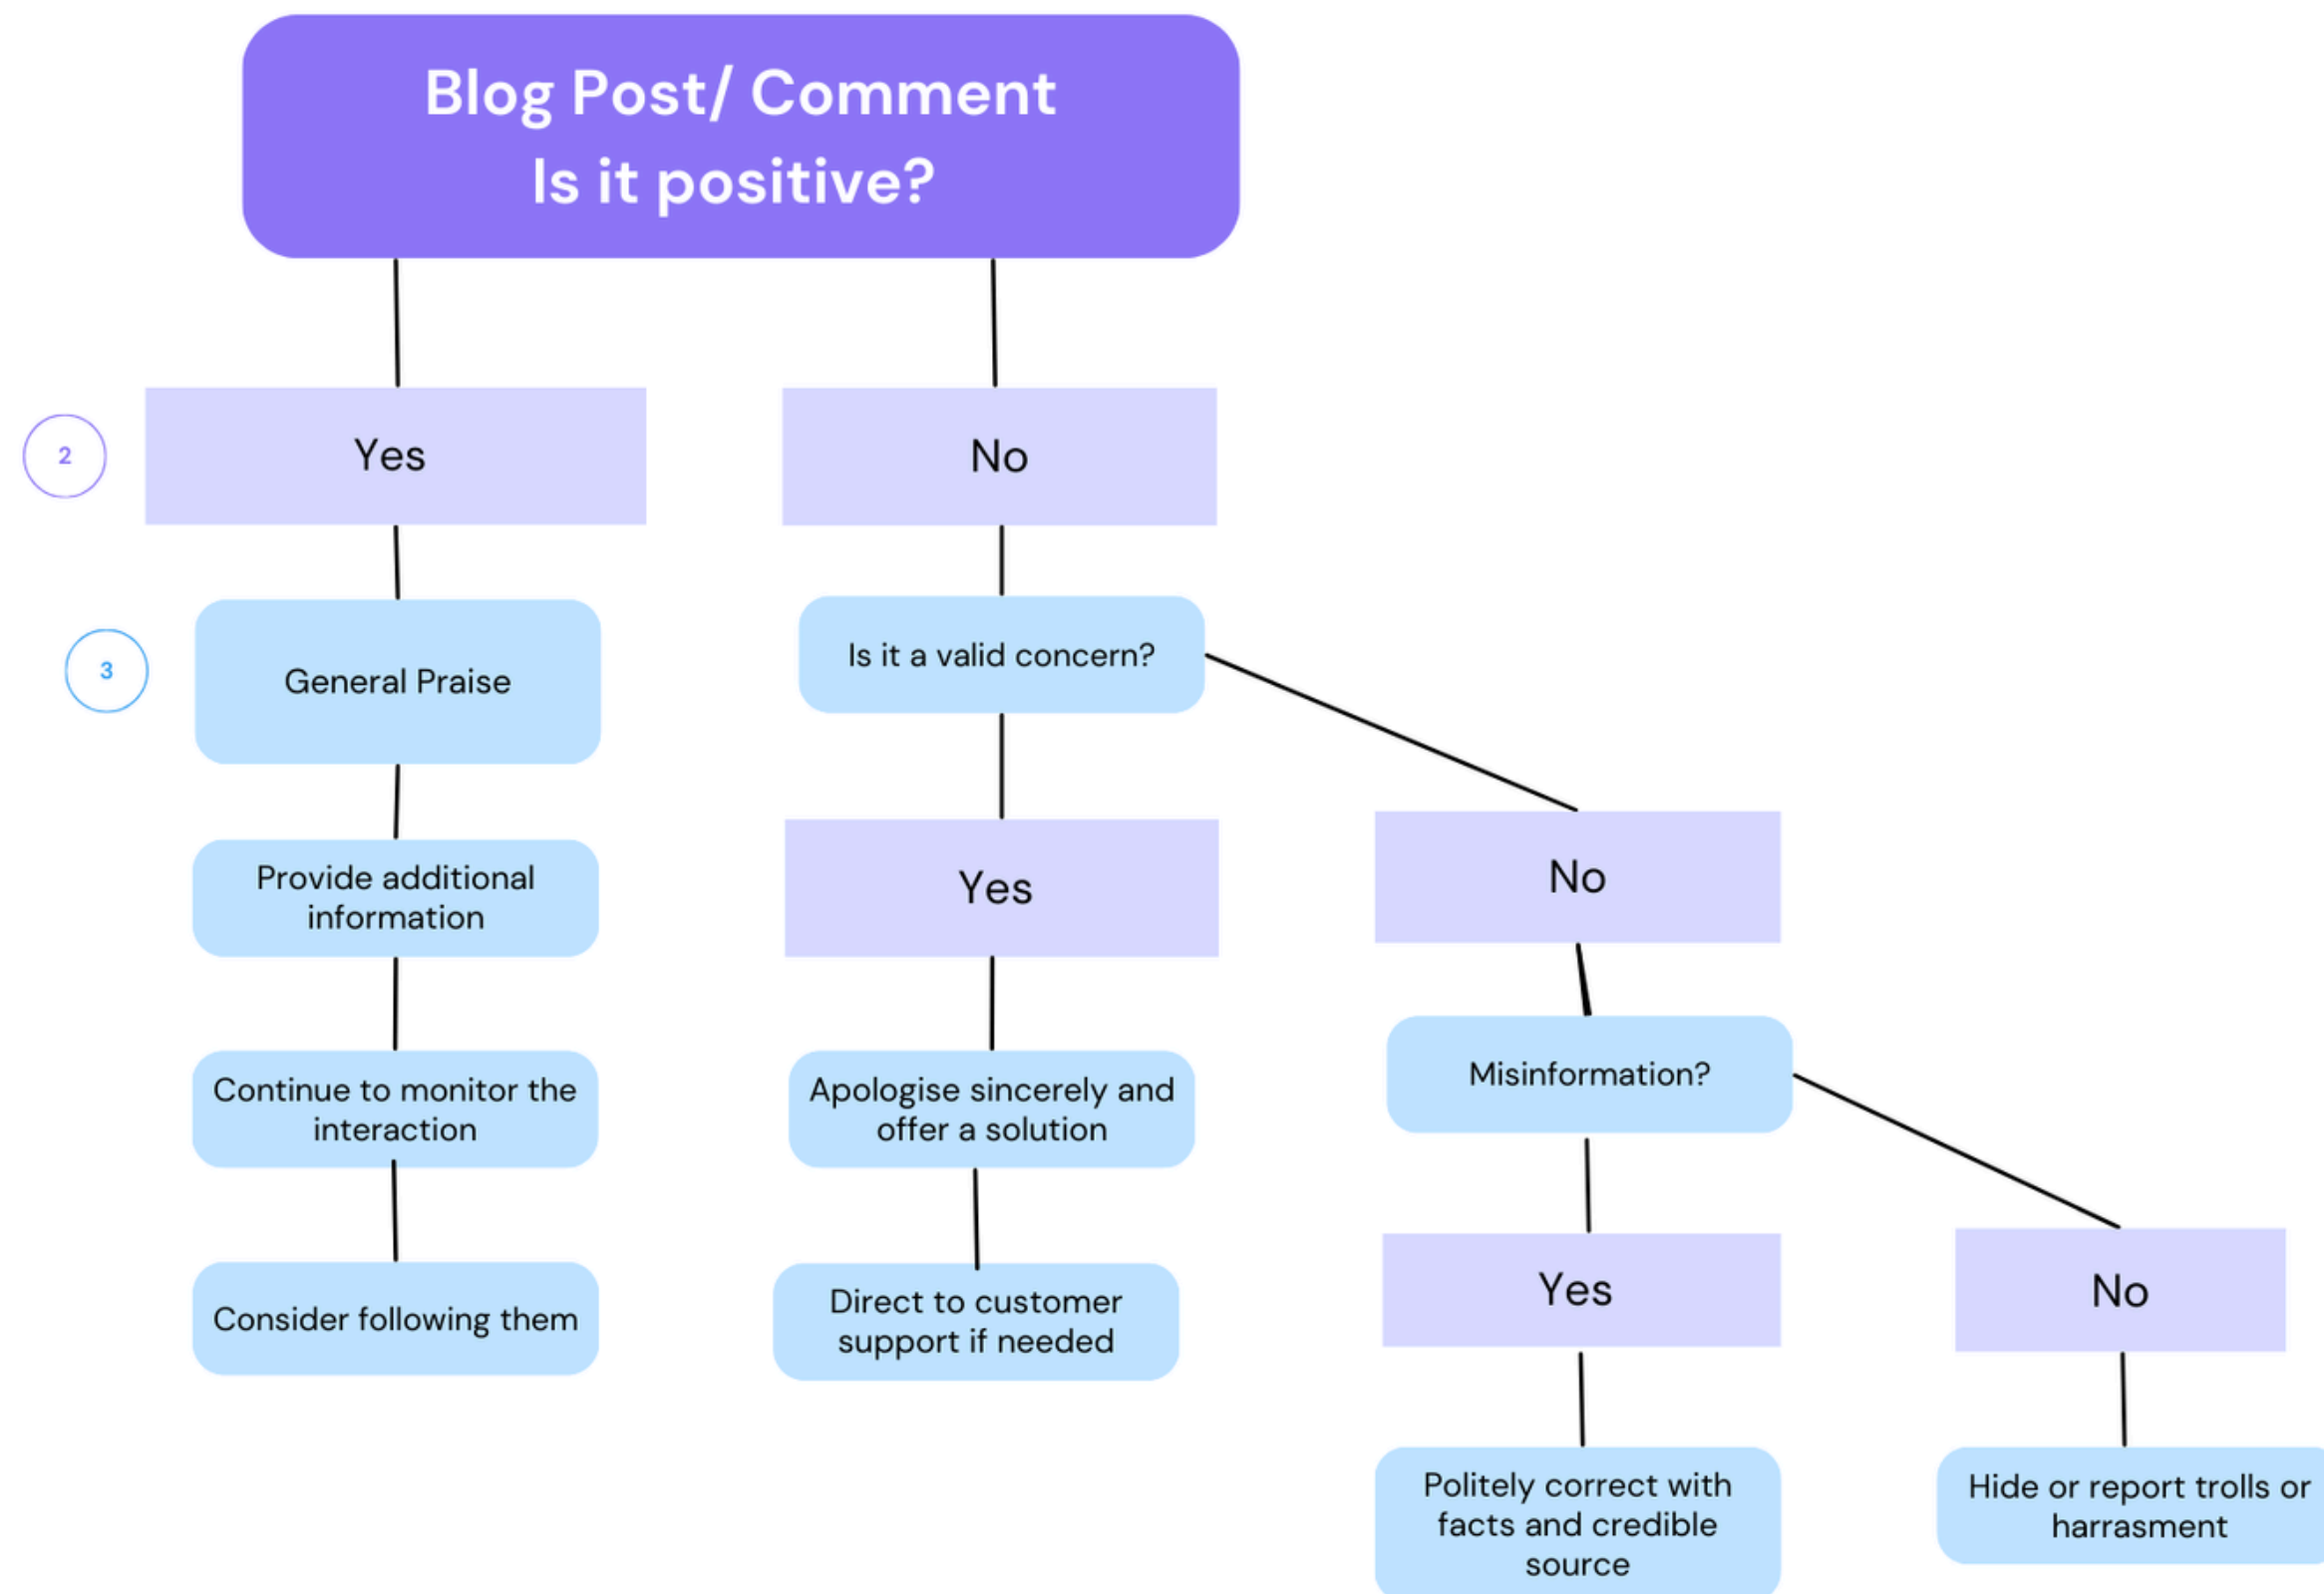 Blog Post/ Comment
Is it positive?
2
Yes
No
3
General Praise
Is it a valid concern?
Provide additional
information
Yes
No
Continue to monitor the
interaction
Apologise sincerely and
offer a solution
Misinformation?
Consider following them
Direct to customer
support if needed
Yes
No
Politely correct with
facts and credible
source
Hide or report trolls or
harrasment